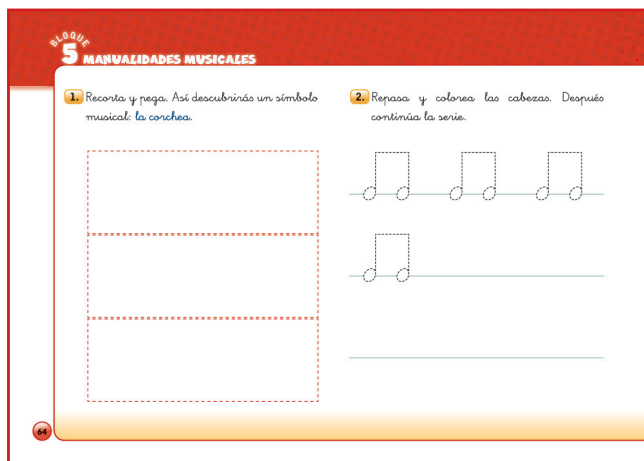 BLOQUE
5 MANUALIDADES MUSICALES
1. Recorta y pega. Así descubrirás un símbolo
musical: la corchea.
2. Repasa y colorea las cabezas. Después
continúa la serie.
64